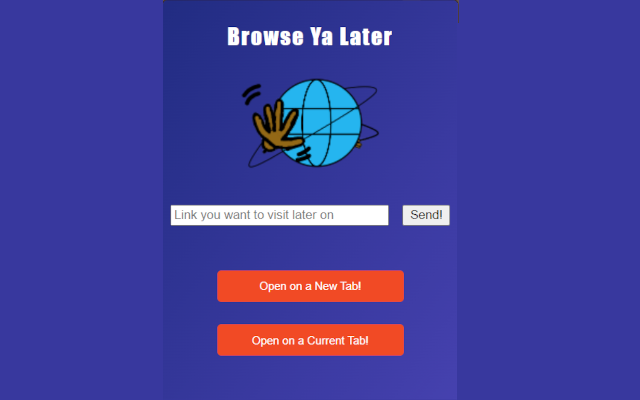 Browse Ya Later
Link you want to visit later on
Send!
Open on a New Tab!
Open on a Current Tab!